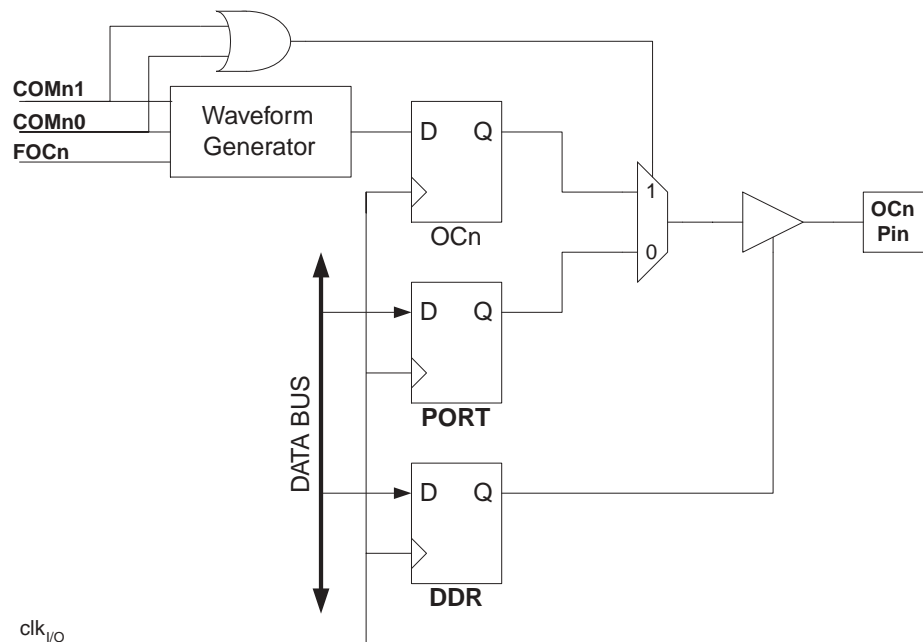 COMn1
COMn0
FOCn
Waveform
Generator
D Q
OCn
1
0
OCn
Pin
D Q
PORT
DATA BUS
D Q
DDR
clkI/O